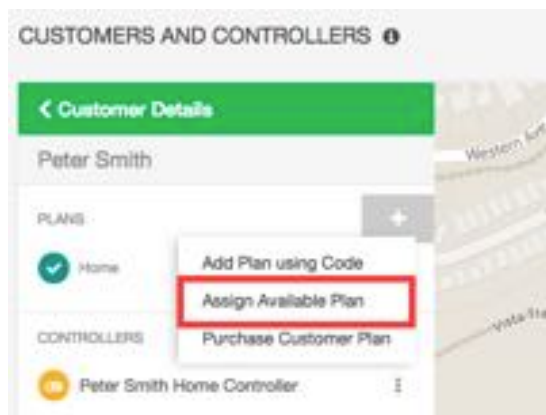 CUSTOMERS AND CONTROLLERS
< Customer Details
Peter Smith
PLANS
+
Home
Add Plan using Code
Assign Available Plan
CONTROLLERS
Purchase Customer Plan
Peter Smith Home Controller
Western